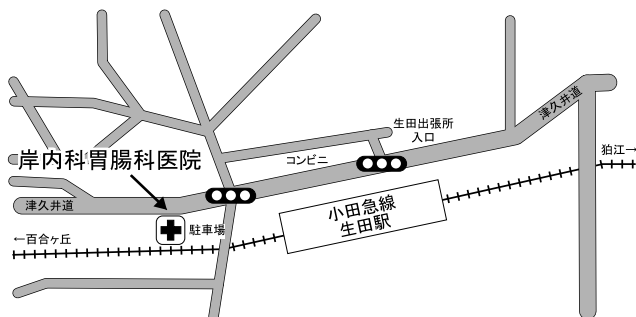 生田出張所
入口
津久井道
狛江→
コンビニ
岸内科胃腸科医院
津久井道
駐車場
小田急線
生田駅
←百合ヶ丘